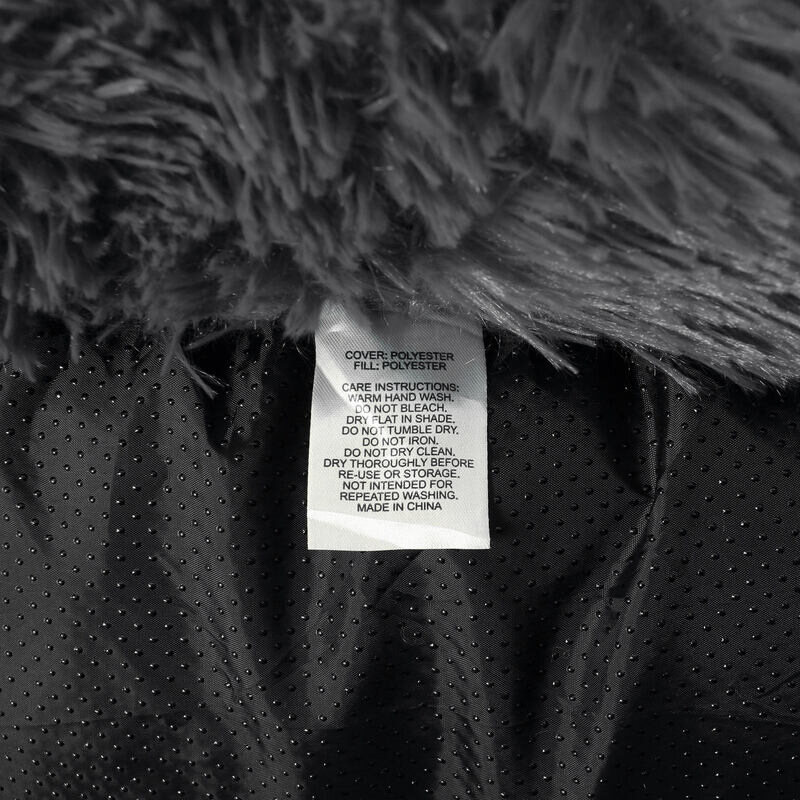 COVER: POLYESTER
FILL: POLYESTER
CARE INSTRUCTIONS:
WARM HAND WASH.
DO NOT BLEACH.
DRY FLAT IN SHADE.
DO NOT TUMBLE DRY.
DO NOT IRON.
DO NOT DRY CLEAN.
DRY THOROUGHLY BEFORE
RE-USE OR STORAGE.
NOT INTENDED FOR
REPEATED WASHING.
MADE IN CHINA